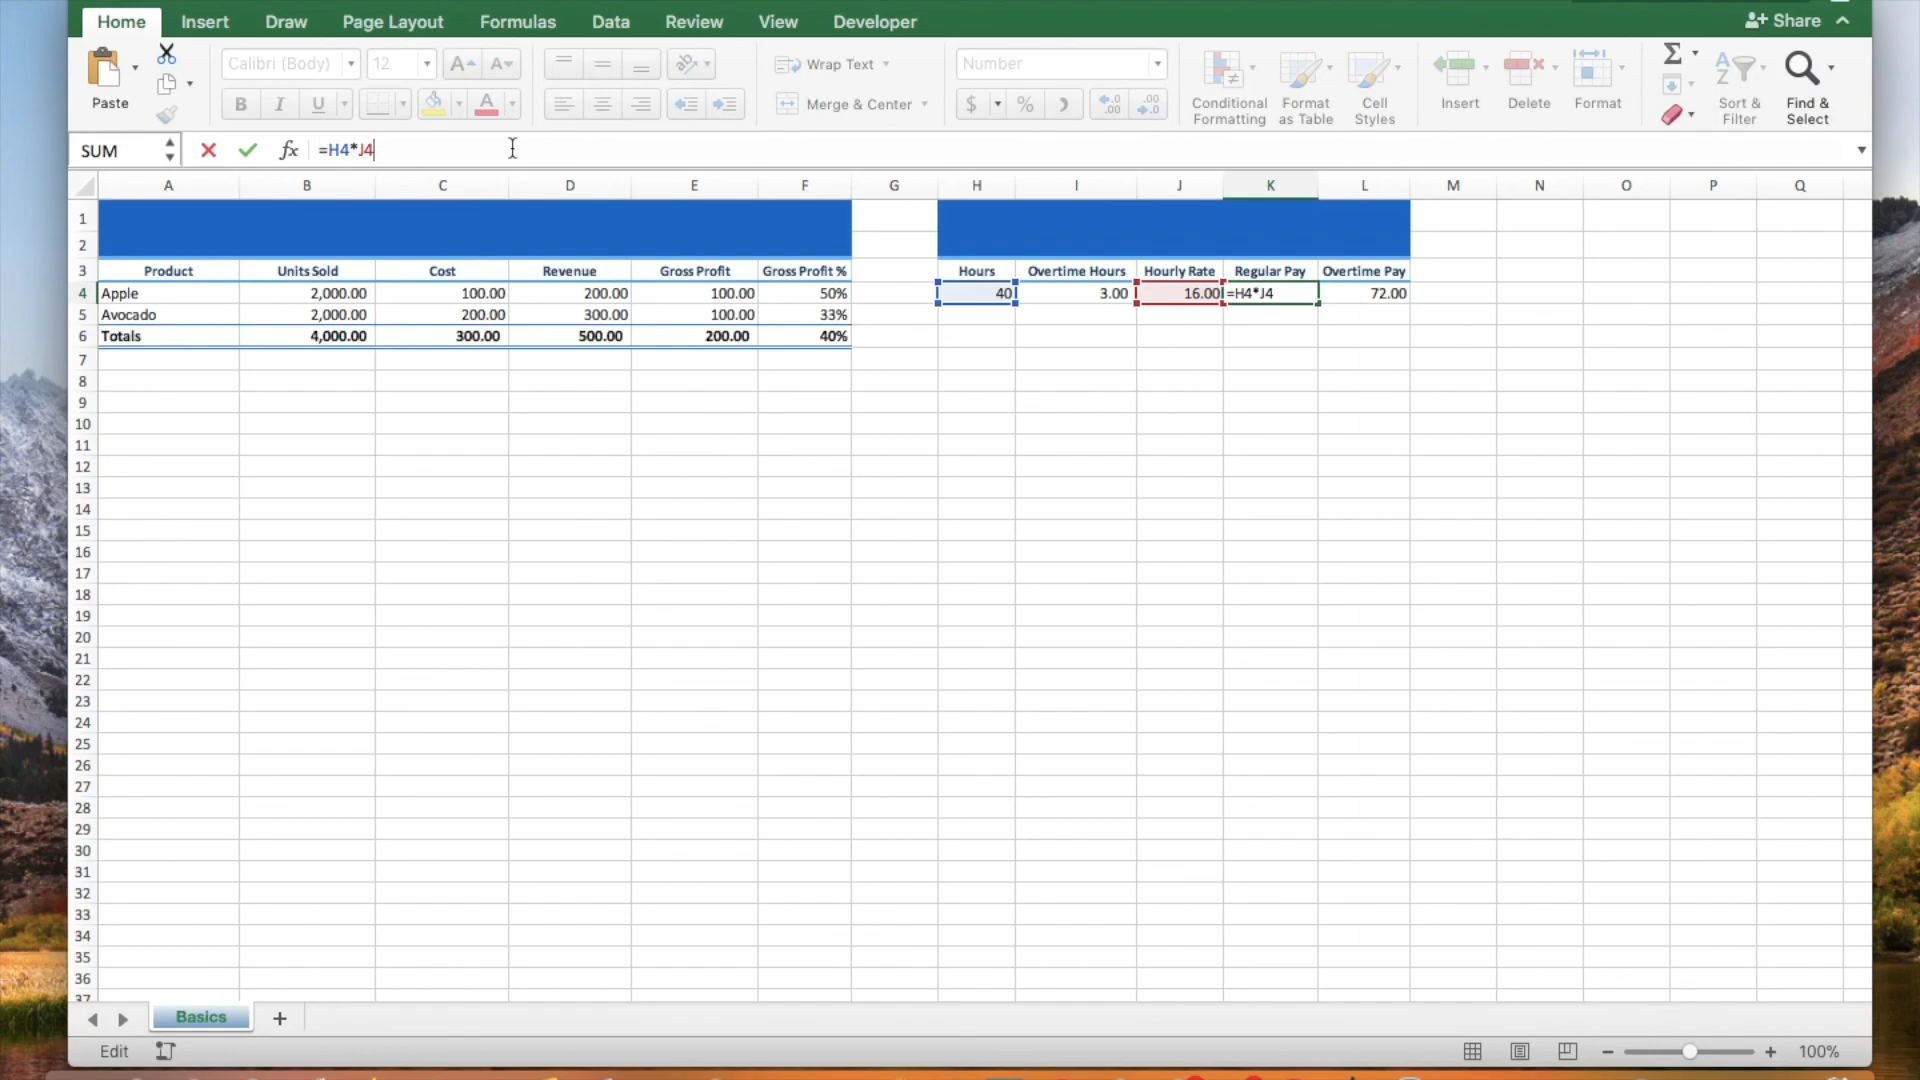 Home Insert Draw Page Layout Formulas Data Review View Developer Share
Paste
Calibri (Body) 12 A A
B I U A
Wrap Text
Merge & Center
Number
$ % .0 .00 .00 .0
Conditional Formatting
Format as Table
Cell Styles
Insert
Delete
Format
Σ
A Z
Sort & Filter
Find & Select
SUM fx =H4*J4
A B C D E F G H I J K L M N O P Q
1
2
3 Product Units Sold Cost Revenue Gross Profit Gross Profit % Hours Overtime Hours Hourly Rate Regular Pay Overtime Pay
4 Apple 2,000.00 100.00 200.00 100.00 50% 40 3.00 16.00 =H4*J4 72.00
5 Avocado 2,000.00 200.00 300.00 100.00 33%
6 Totals 4,000.00 300.00 500.00 200.00 40%
7
8
9
10
11
12
13
14
15
16
17
18
19
20
21
22
23
24
25
26
27
28
29
30
31
32
33
34
35
36
37
Basics +
Edit − + 100%